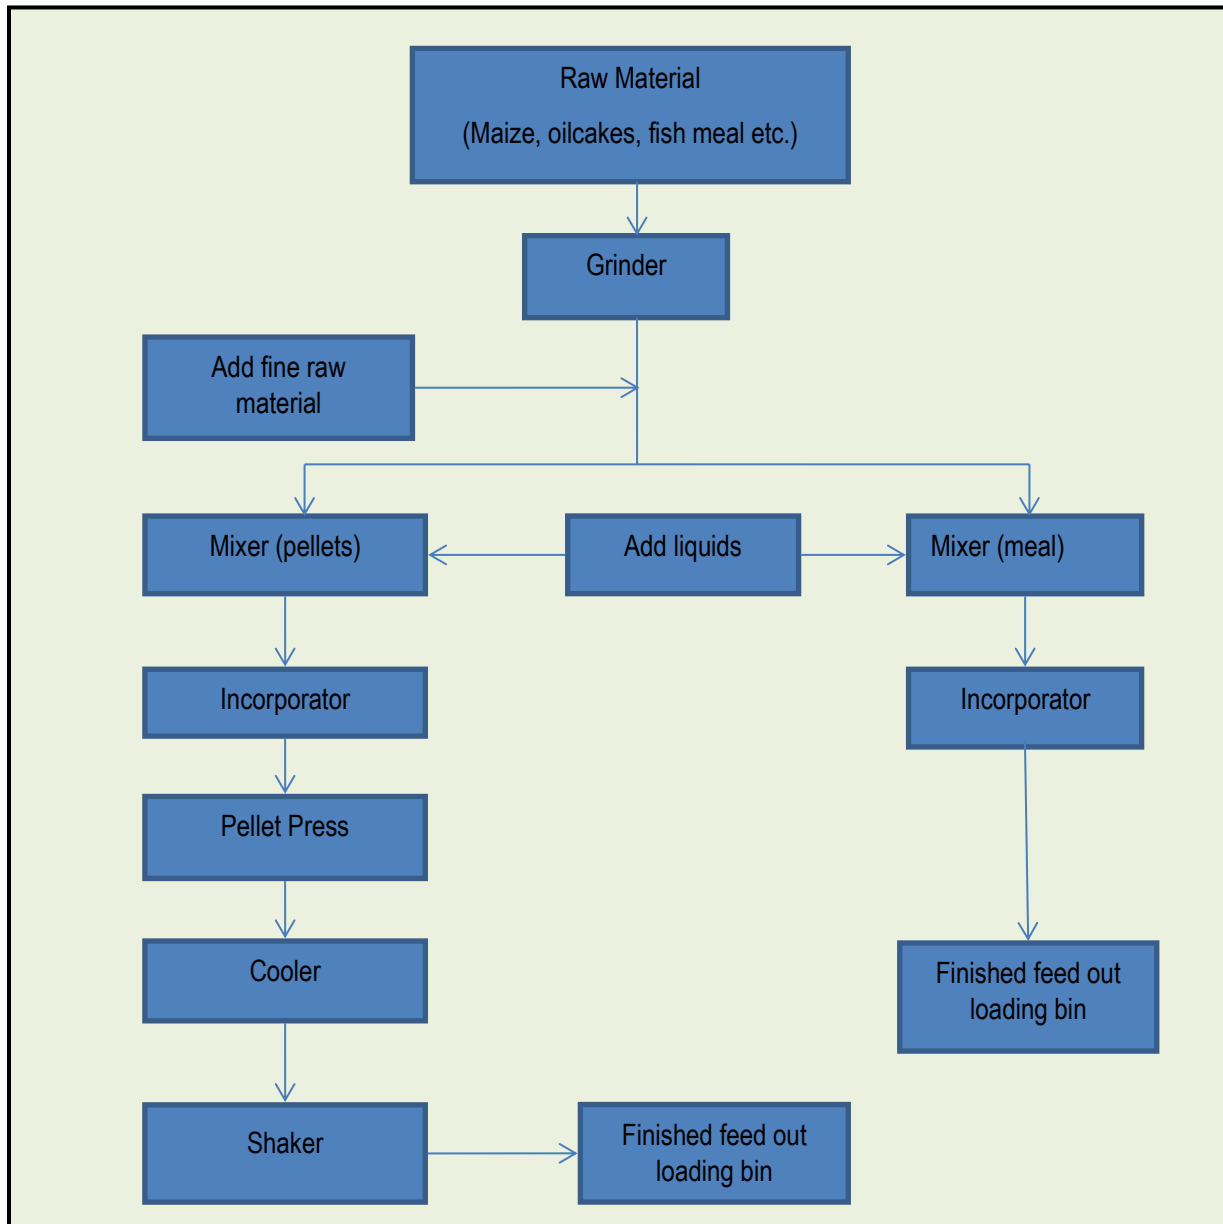 Raw Material
(Maize, oilcakes, fish meal etc.)
Grinder
Add fine raw
material
Mixer (pellets)
Add liquids
Mixer (meal)
Incorporator
Incorporator
Pellet Press
Cooler
Finished feed out
loading bin
Shaker
Finished feed out
loading bin